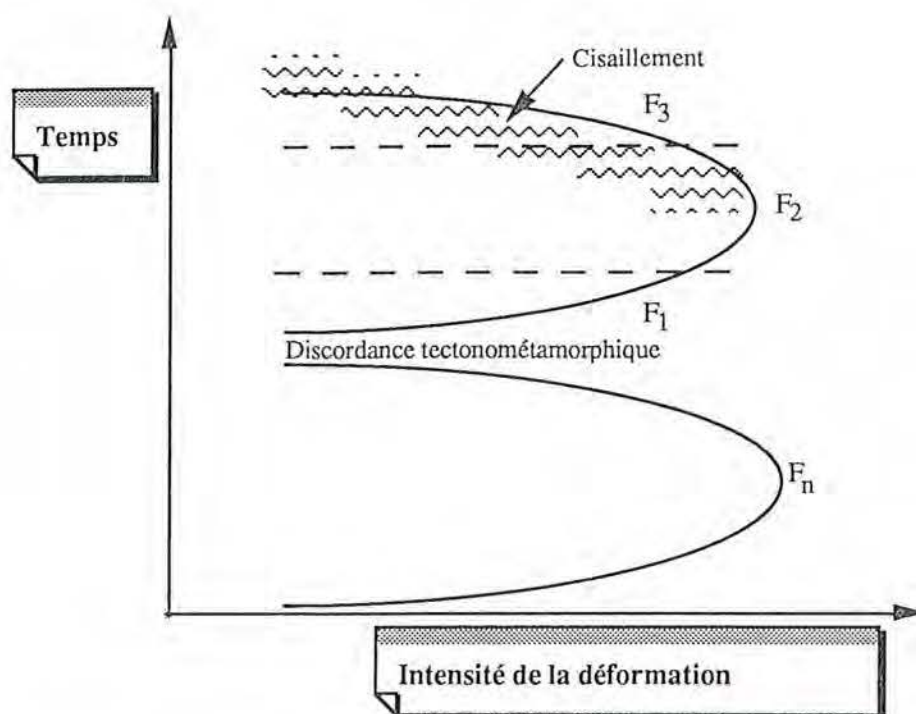 Cisaillement
F3
Temps
F2
F1
Discordance tectonométamorphique
Fn
Intensité de la déformation